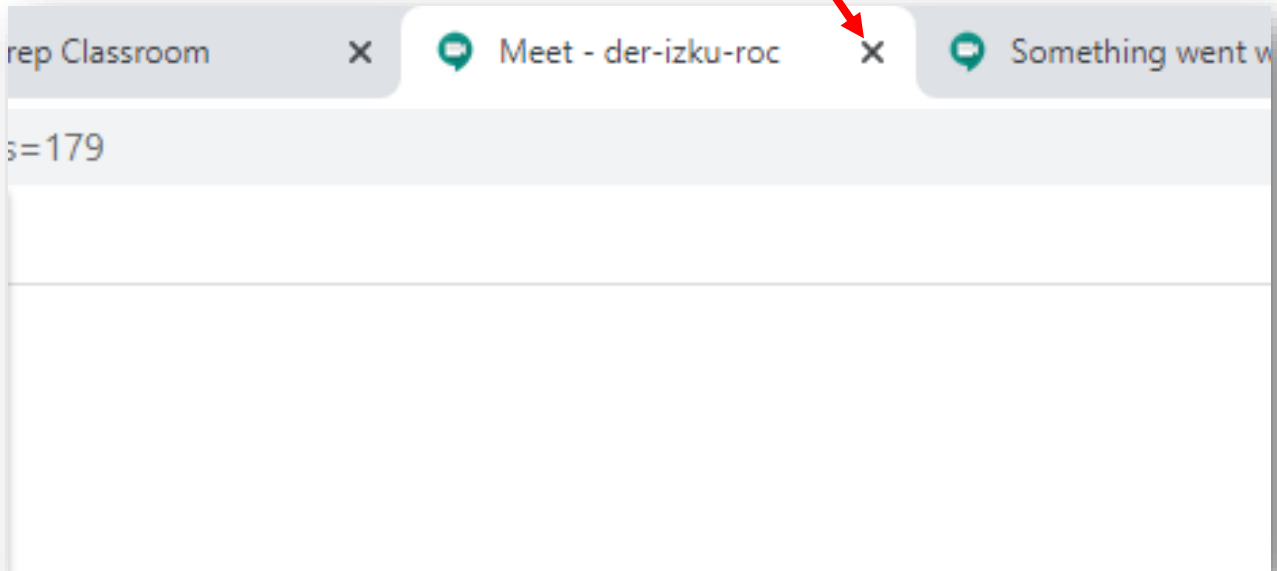 rep Classroom
Meet - der-izku-roc
Something went w
s=179